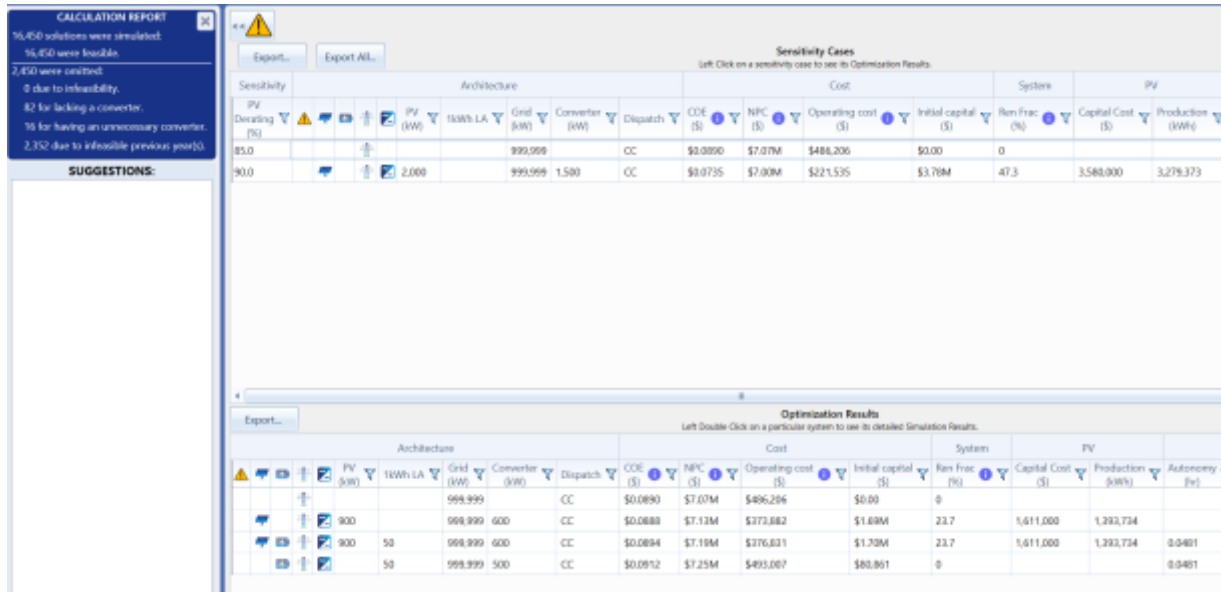 CALCULATION REPORT
16,450 solutions were simulated:
16,450 were feasible.
2,450 were omitted:
0 due to infeasibility.
82 for lacking a converter.
16 for having an unnecessary converter.
2,352 due to infeasible previous year(s).
SUGGESTIONS:
Export... Export All...
Sensitivity Cases
Left Click on a sensitivity case to see its Optimization Results.
Sensitivity Architecture Cost System PV
PV Derating (%) PV (kW) 1kWh LA Grid (kW) Converter (kW) Dispatch COE ($) NPC ($) Operating cost ($) Initial capital ($) Ren Frac (%) Capital Cost ($) Production (kWh)
85.0 999,999 CC $0.0890 $7.07M $486,206 $0.00 0
90.0 2,000 999,999 1,500 CC $0.0735 $7.00M $221,535 $3.78M 47.3 3,580,000 3,279,373
Export...
Optimization Results
Left Double Click on a particular system to see its detailed Simulation Results.
Architecture Cost System PV
PV (kW) 1kWh LA Grid (kW) Converter (kW) Dispatch COE ($) NPC ($) Operating cost ($) Initial capital ($) Ren Frac (%) Capital Cost ($) Production (kWh) Autonomy (hr)
999,999 CC $0.0890 $7.07M $486,206 $0.00 0
900 999,999 600 CC $0.0888 $7.13M $373,882 $1.69M 23.7 1,611,000 1,393,734
900 50 999,999 600 CC $0.0894 $7.19M $376,831 $1.70M 23.7 1,611,000 1,393,734 0.0481
50 999,999 500 CC $0.0912 $7.25M $493,007 $80,861 0 0.0481